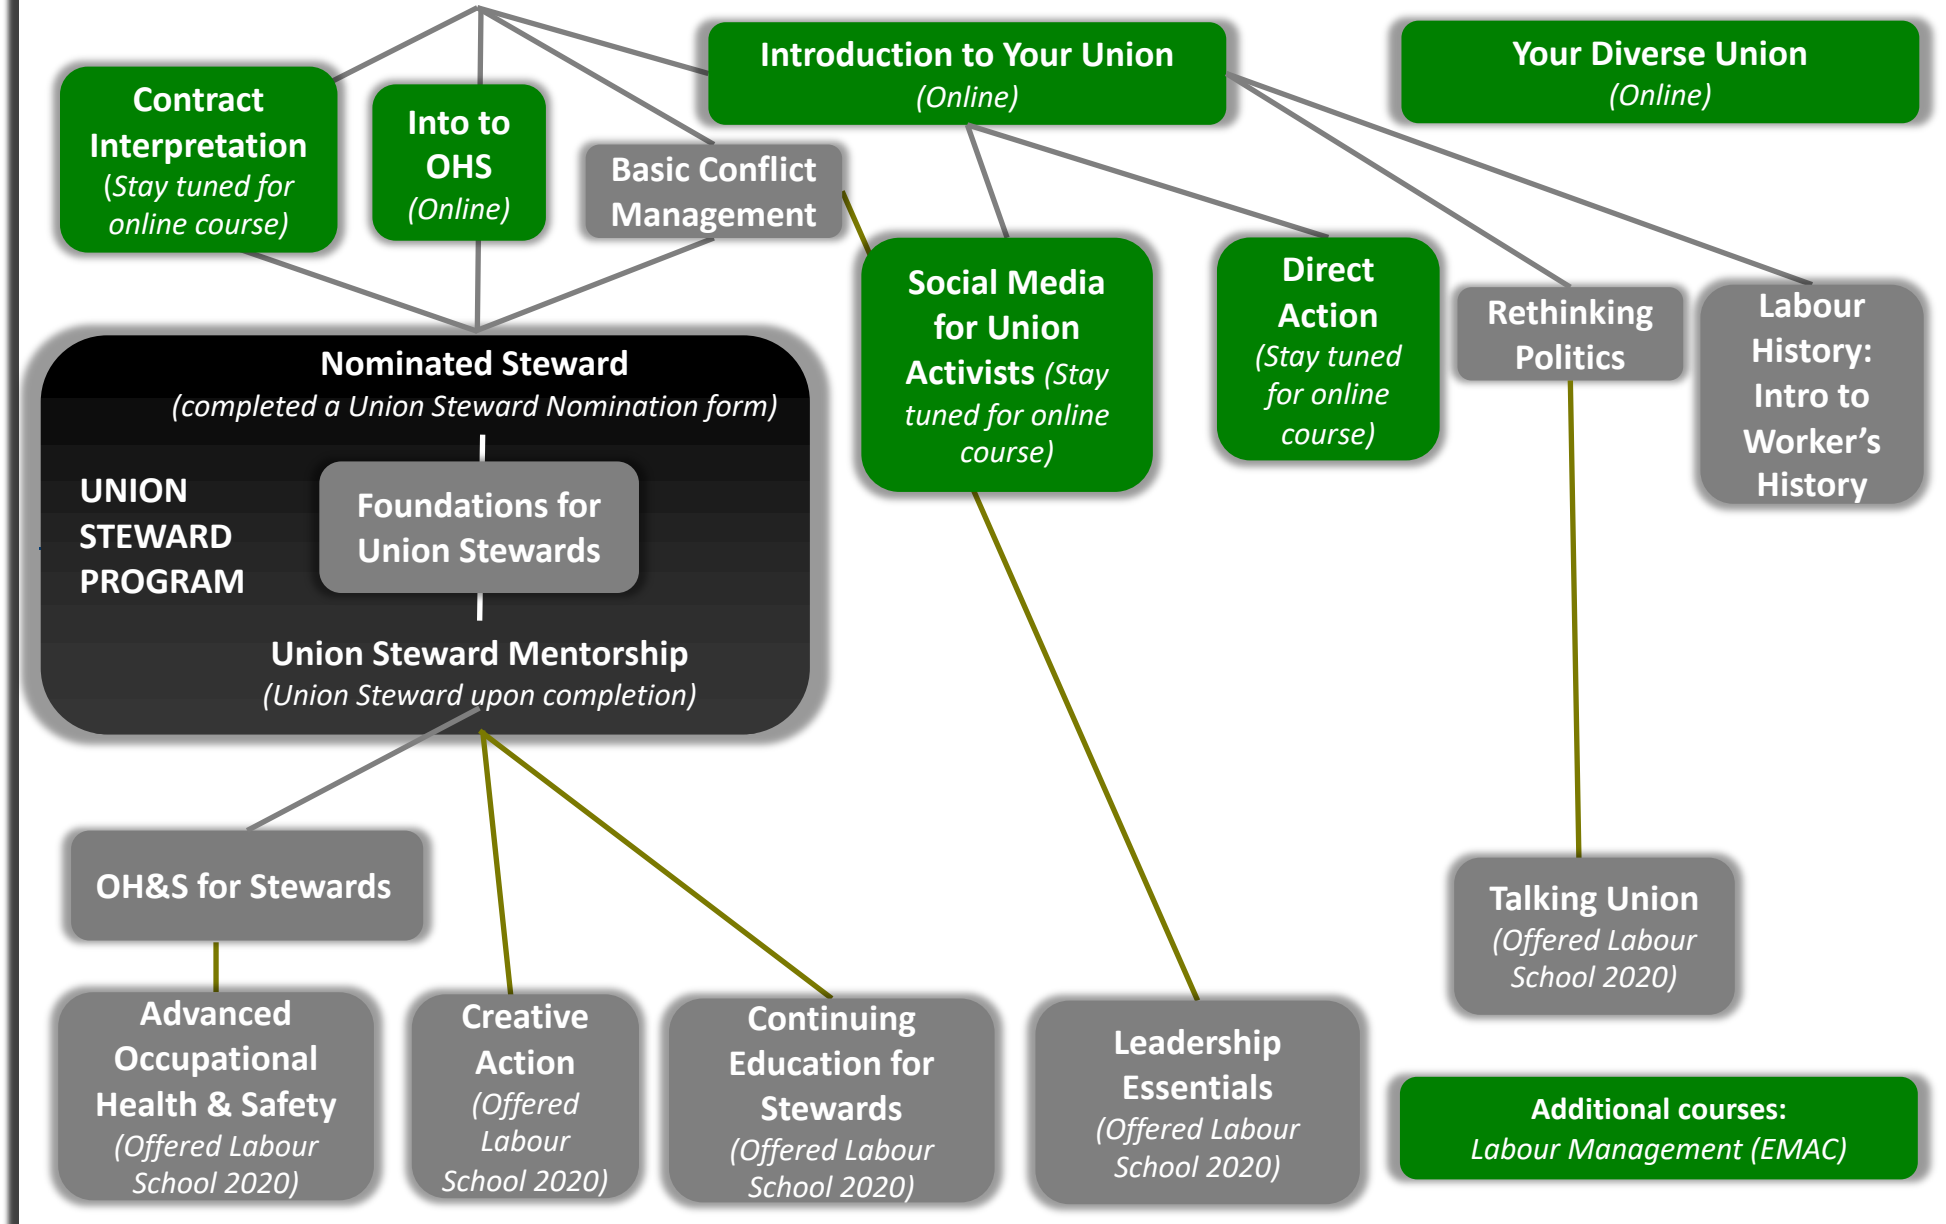 Introduction to Your Union
(Online)
Your Diverse Union
(Online)
Contract
Interpretation
(Stay tuned for
online course)
Into to
OHS
(Online)
Basic Conflict
Management
Social Media
for Union
Activists (Stay
tuned for online
course)
Direct
Action
(Stay tuned
for online
course)
Rethinking
Politics
Labour
History:
Intro to
Worker’s
History
Nominated Steward
(completed a Union Steward Nomination form)
UNION
STEWARD
PROGRAM
Foundations for
Union Stewards
Union Steward Mentorship
(Union Steward upon completion)
OH&S for Stewards
Talking Union
(Offered Labour
School 2020)
Advanced
Occupational
Health & Safety
(Offered Labour
School 2020)
Creative
Action
(Offered
Labour
School 2020)
Continuing
Education for
Stewards
(Offered Labour
School 2020)
Leadership
Essentials
(Offered Labour
School 2020)
Additional courses:
Labour Management (EMAC)